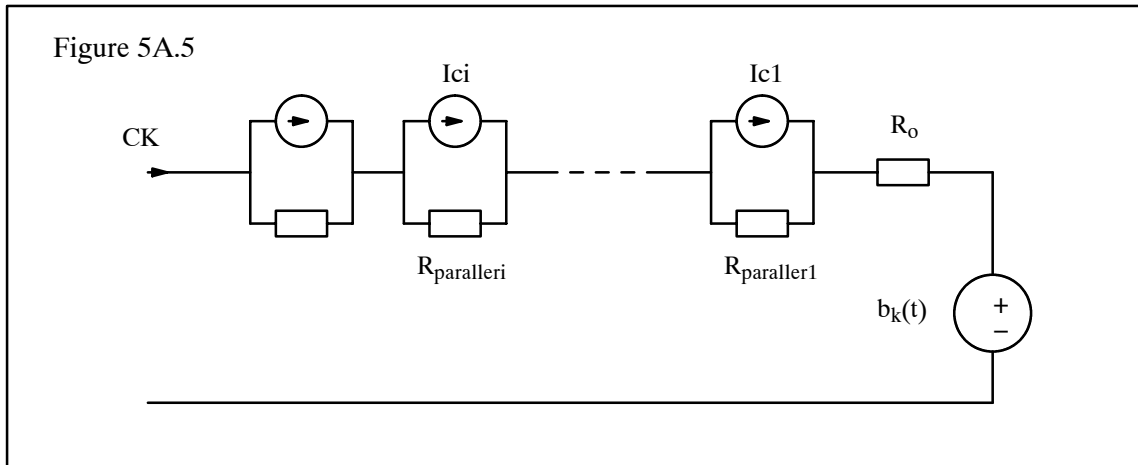 Figure 5A.5
Ici
Ic1
CK
Ro
Rparalleri
Rparaller1
bk(t)
+
−